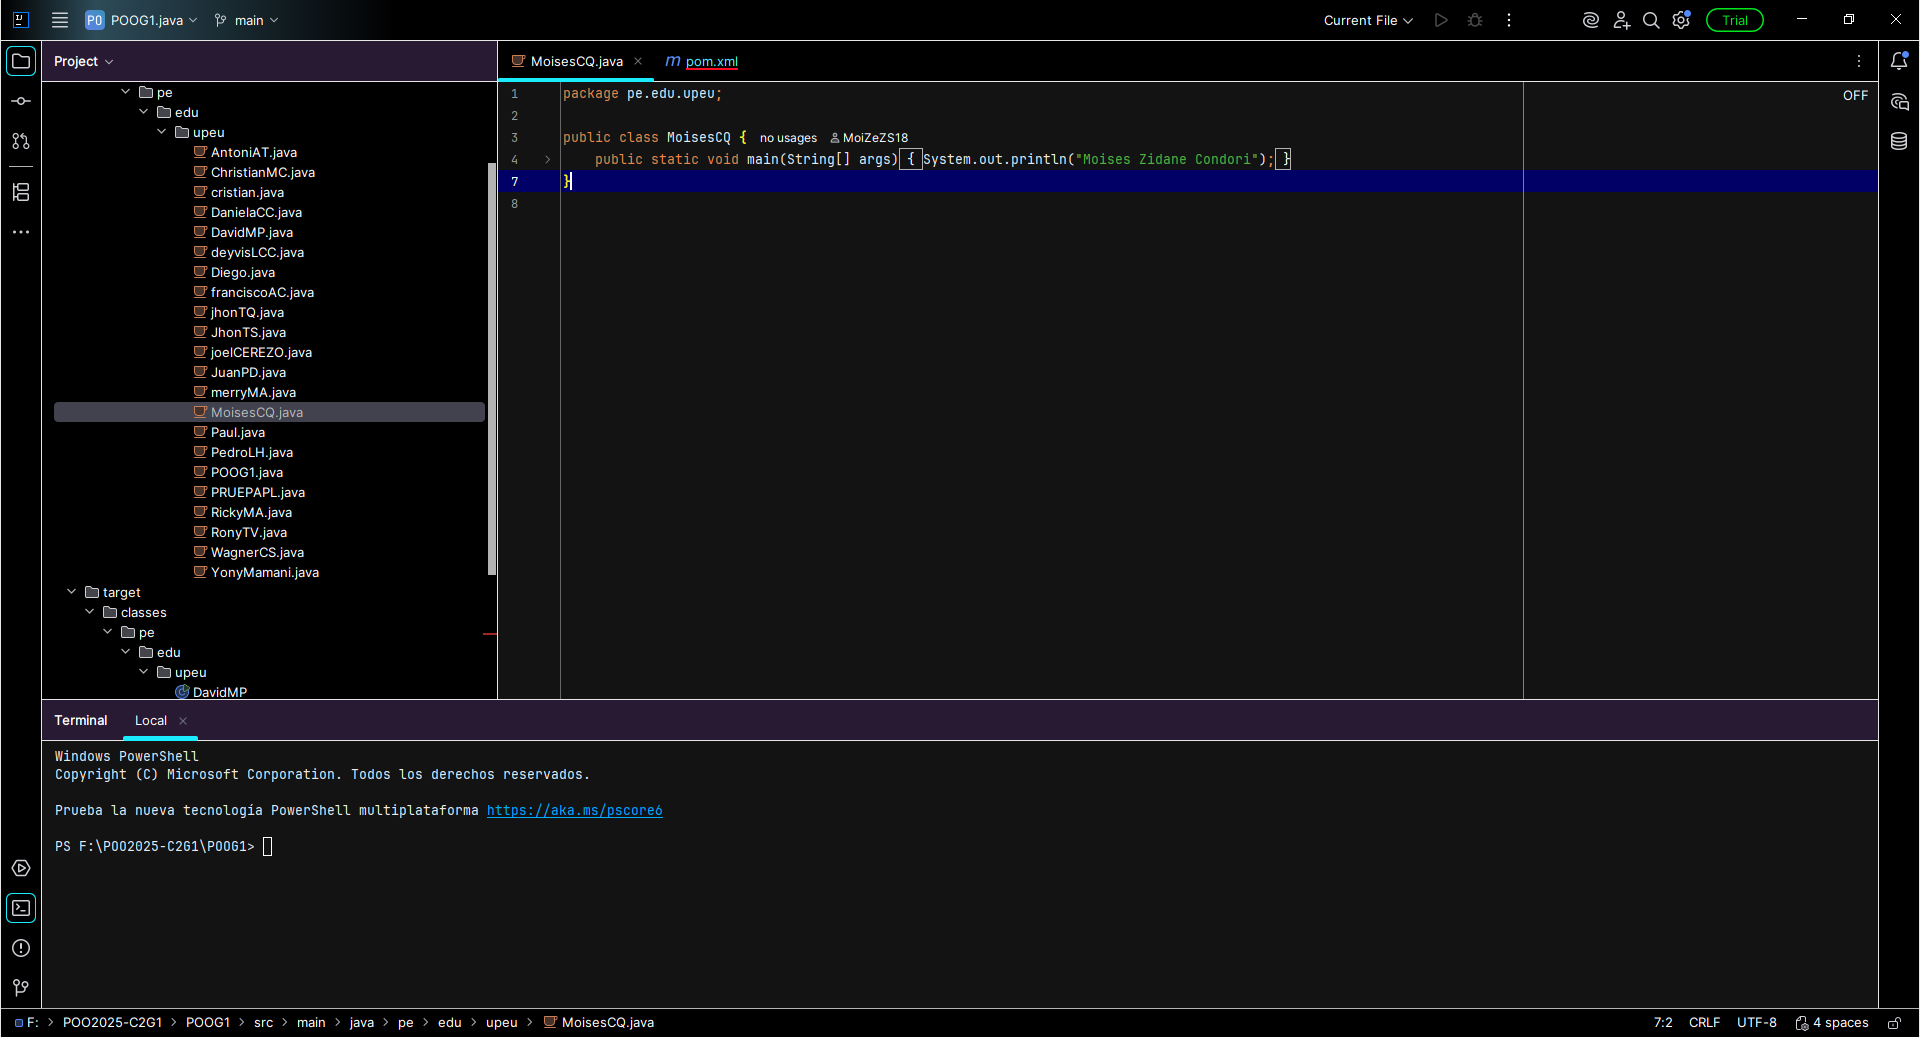 PO POOG1.java main Current File Trial
Project
MoisesCQ.java
m pom.xml
pe
edu
upeu
AntoniAT.java
ChristianMC.java
cristian.java
DanielaCC.java
DavidMP.java
deyvisLCC.java
Diego.java
franciscoAC.java
jhonTQ.java
JhonTS.java
joelCEREZO.java
JuanPD.java
merryMA.java
MoisesCQ.java
Paul.java
PedroLH.java
POOG1.java
PRUEPAPL.java
RickyMA.java
RonyTV.java
WagnerCS.java
YonyMamani.java
target
classes
pe
edu
upeu
DavidMP
OFF
1 package pe.edu.upeu;
2
3 public class MoisesCQ { no usages MoiZeZS18
4 public static void main(String[] args) { System.out.println("Moises Zidane Condori"); }
7 }
8
Terminal Local
Windows PowerShell
Copyright (C) Microsoft Corporation. Todos los derechos reservados.
Prueba la nueva tecnología PowerShell multiplataforma https://aka.ms/pscore6
PS F:\POO2025-C2G1\POOG1>
F: > POO2025-C2G1 > POOG1 > src > main > java > pe > edu > upeu > MoisesCQ.java 7:2 CRLF UTF-8 4 spaces